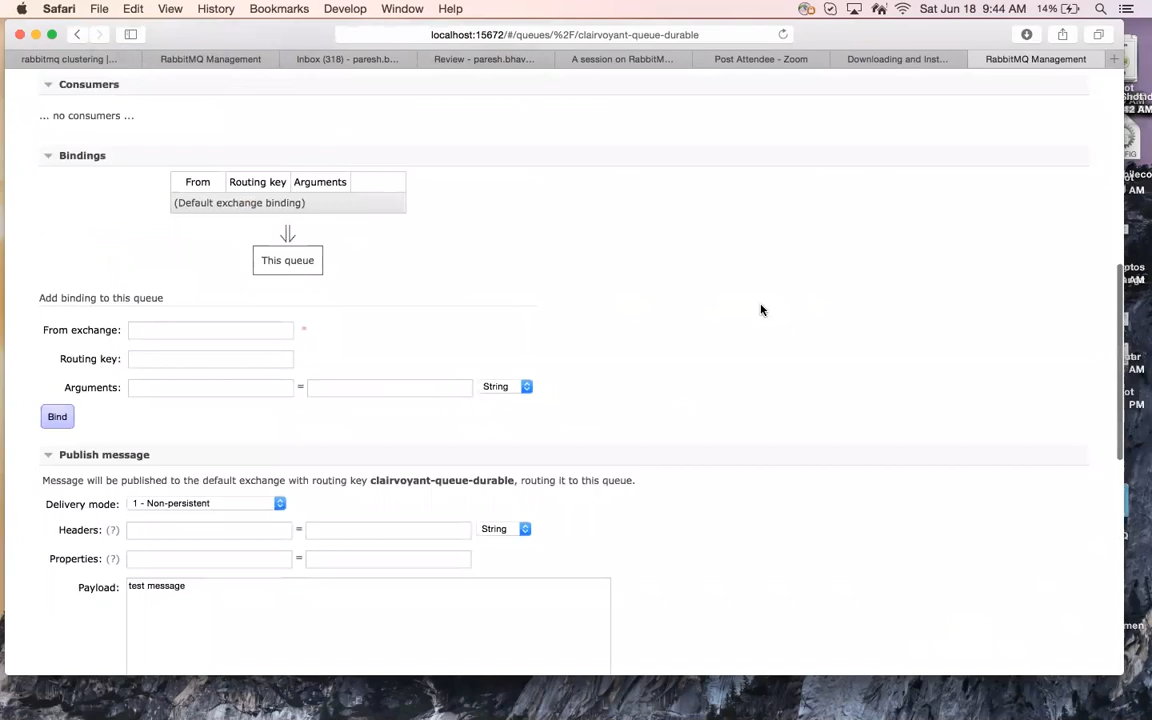 Safari File Edit View History Bookmarks Develop Window Help 14% Sat Jun 18 9:44 AM
localhost:15672/#/queues/%2F/clairvoyant-queue-durable
rabbitmq clustering |... RabbitMQ Management Inbox (318) - paresh.b... Review - paresh.bhav... A session on RabbitM... Post Attendee - Zoom Downloading and Inst... RabbitMQ Management
Consumers
... no consumers ...
Bindings
From Routing key Arguments
(Default exchange binding)
This queue
Add binding to this queue
From exchange: *
Routing key:
Arguments: = String
Bind
Publish message
Message will be published to the default exchange with routing key clairvoyant-queue-durable, routing it to this queue.
Delivery mode: 1 - Non-persistent
Headers: (?) = String
Properties: (?) =
Payload: test message